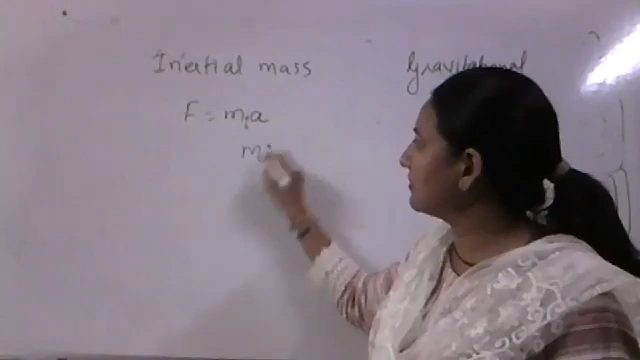 Inertial mass
Gravitational
F = mᵢa
mᵢ